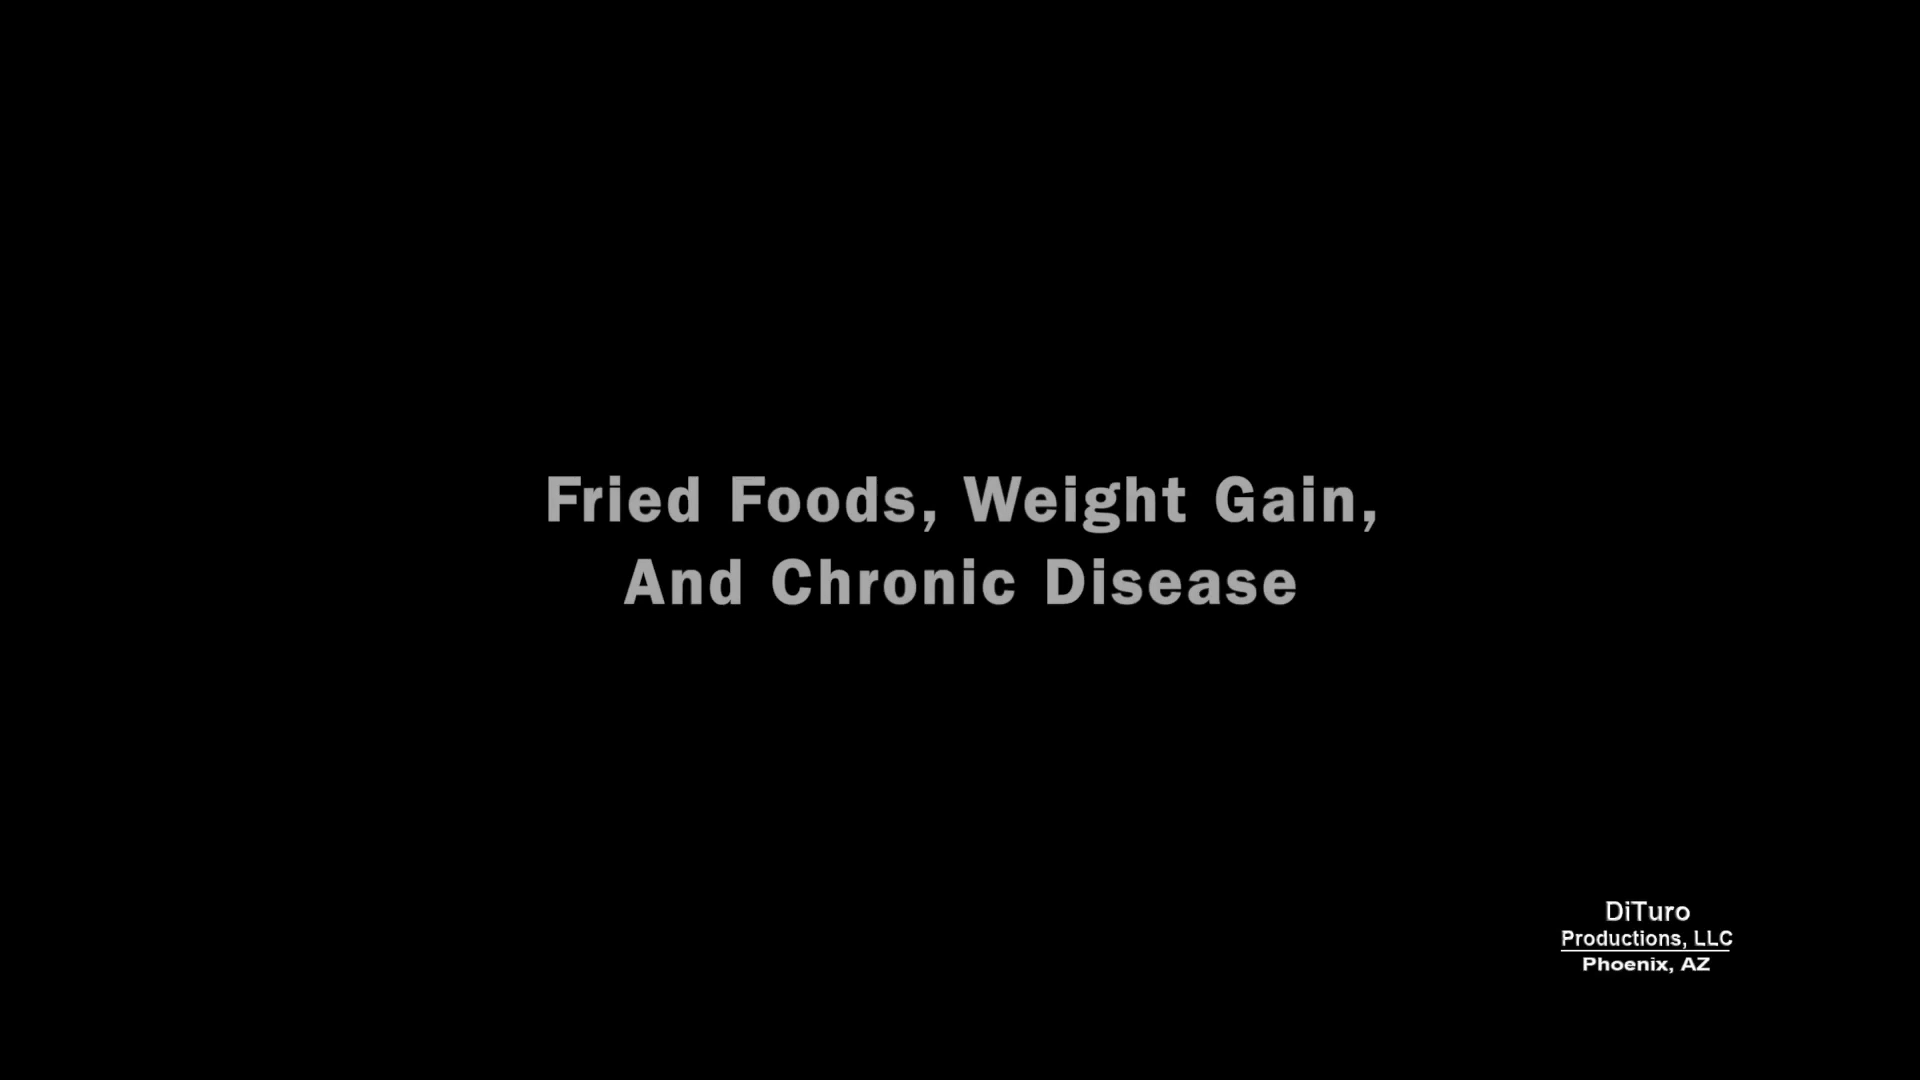 Fried Foods, Weight Gain,
And Chronic Disease
DiTuro
Productions, LLC
Phoenix, AZ